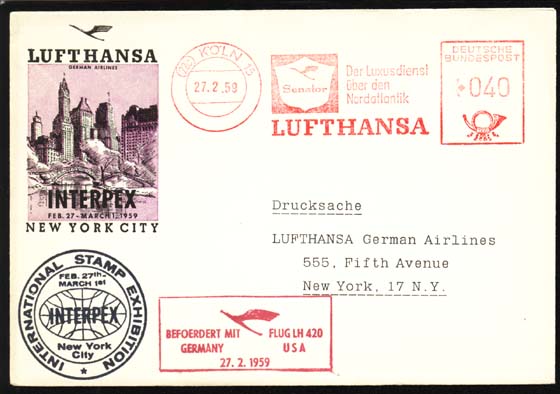 LUFTHANSA
GERMAN AIRLINES
INTERPEX
FEB. 27-MARCH 1, 1959
NEW YORK CITY
KÖLN 15
27.2.59
Senator
Der Luxusdienst
über den
Nordatlantik
LUFTHANSA
DEUTSCHE
BUNDESPOST
040
Drucksache
LUFTHANSA German Airlines
555, Fifth Avenue
New York, 17 N.Y.
INTERNATIONAL STAMP EXHIBITION
FEB. 27th-
MARCH 1st
INTERPEX
New York
City
BEFOERDERT MIT FLUG LH 420
GERMANY USA
27. 2. 1959